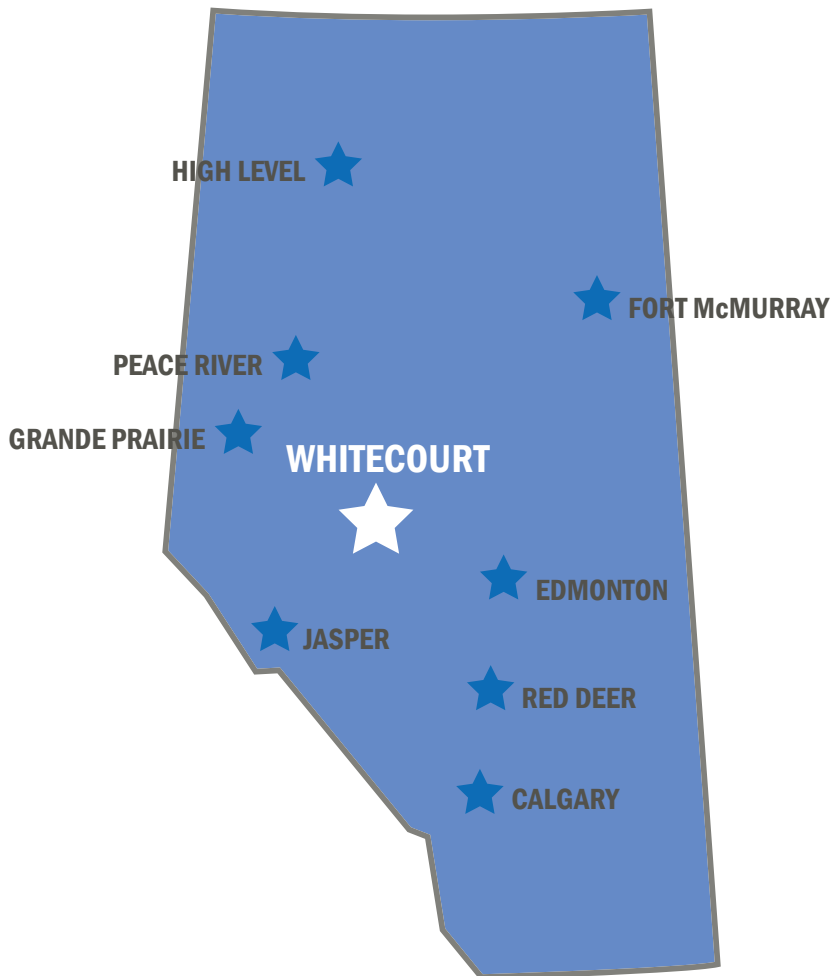 HIGH LEVEL
FORT McMURRAY
PEACE RIVER
GRANDE PRAIRIE
WHITECOURT
EDMONTON
JASPER
RED DEER
CALGARY